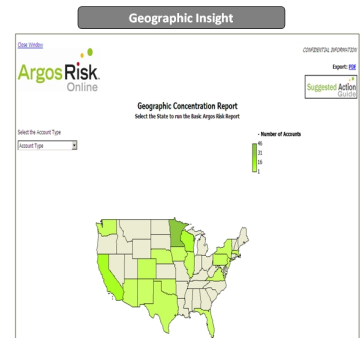 Geographic Insight
Close Window
CONFIDENTIAL INFORMATION
Argos Risk.
Online
Export: PDF
Suggested Action
Guide
Geographic Concentration Report
Select the State to run the Basic Argos Risk Report
Select the Account Type
Account Type
- Number of Accounts
46
31
16
1